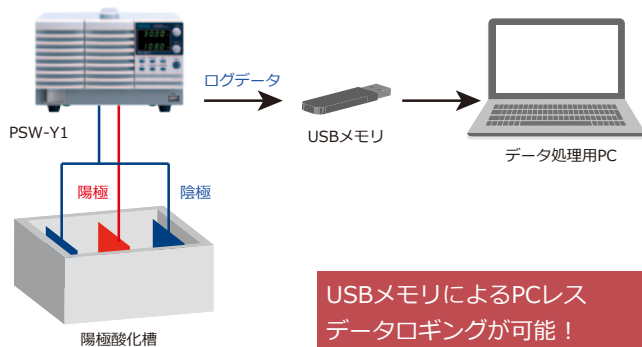 3000
1080
PSW-Y1
ログデータ
USBメモリ
データ処理用PC
陽極
陰極
陽極酸化槽
USBメモリによるPCレス
データロギングが可能！